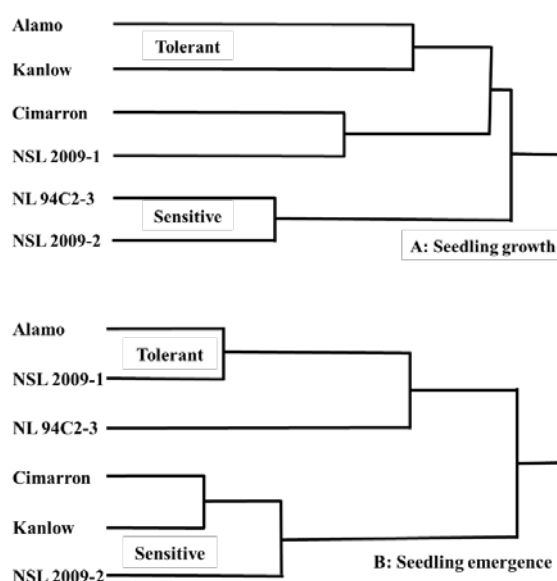 Alamo
Tolerant
Kanlow
Cimarron
NSL 2009-1
NL 94C2-3
Sensitive
NSL 2009-2
A: Seedling growth
Alamo
Tolerant
NSL 2009-1
NL 94C2-3
Cimarron
Kanlow
Sensitive
B: Seedling emergence
NSL 2009-2